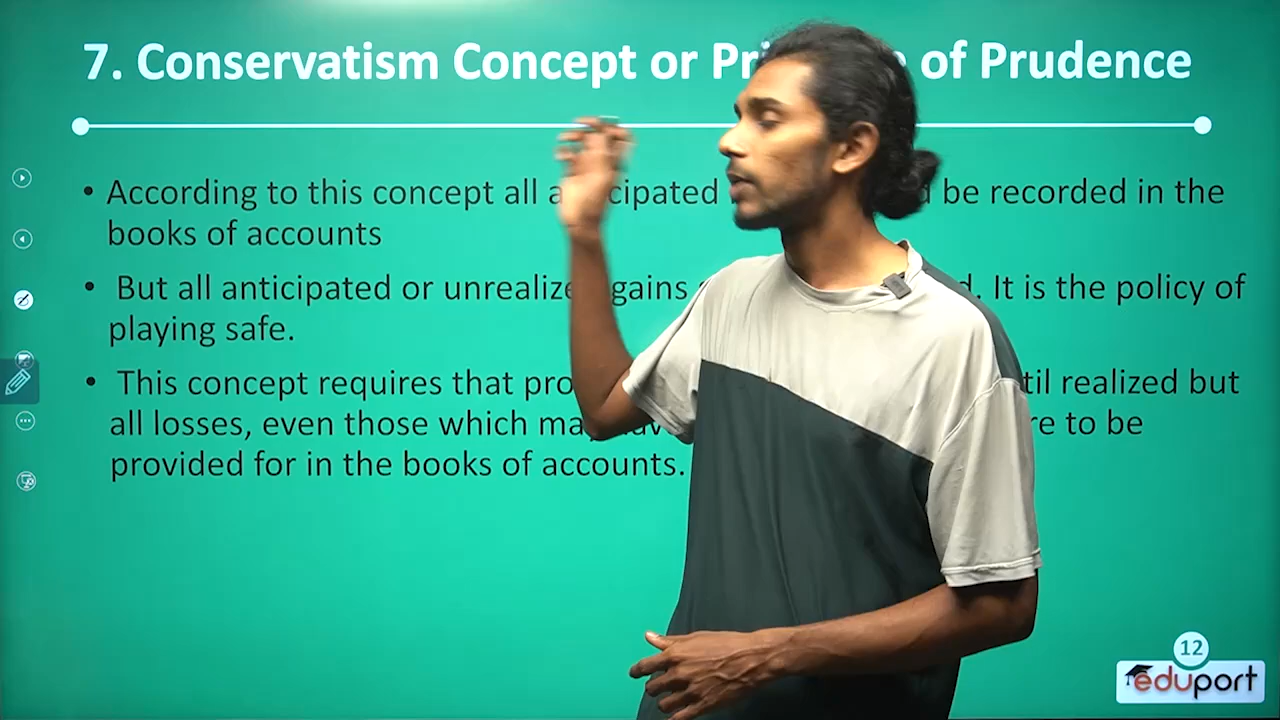 7. Conservatism Concept or Pri e of Prudence
• According to this concept all a cipated d be recorded in the
books of accounts
• But all anticipated or unrealize gains d. It is the policy of
playing safe.
• This concept requires that pro til realized but
all losses, even those which may re to be
provided for in the books of accounts.
12
eduport